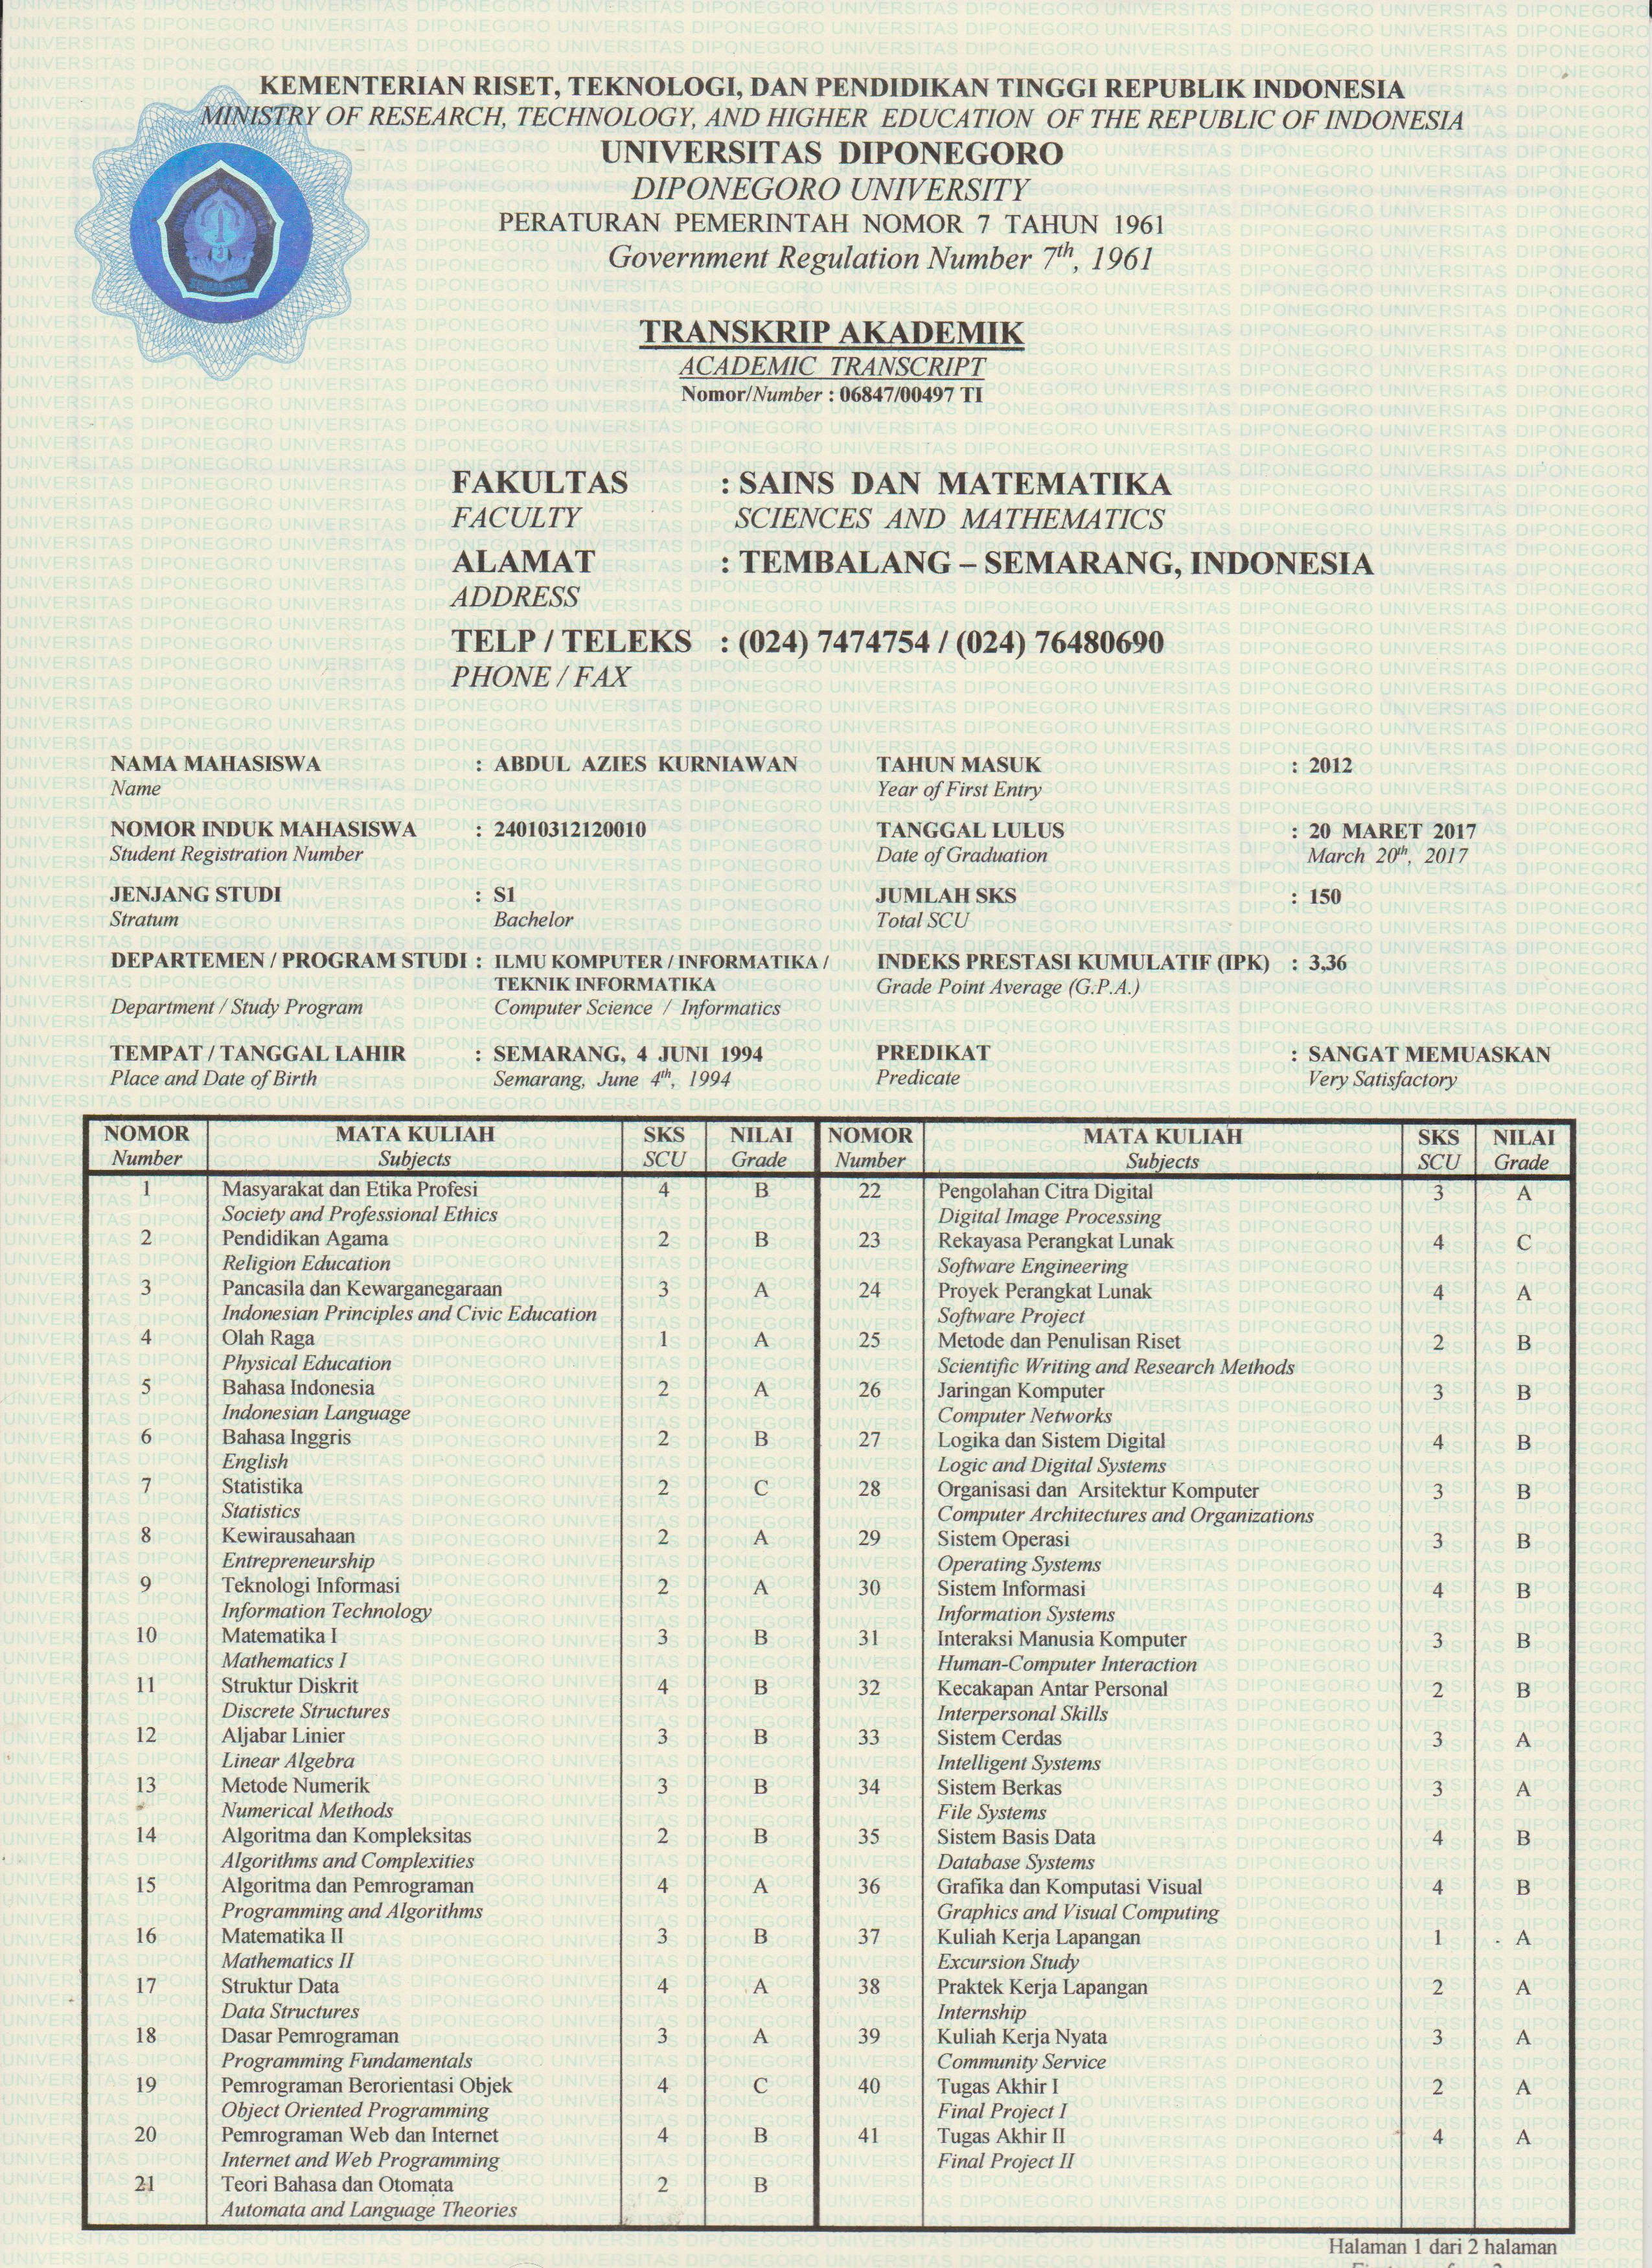 KEMENTERIAN RISET, TEKNOLOGI, DAN PENDIDIKAN TINGGI REPUBLIK INDONESIA
MINISTRY OF RESEARCH, TECHNOLOGY, AND HIGHER EDUCATION OF THE REPUBLIC OF INDONESIA
UNIVERSITAS DIPONEGORO
DIPONEGORO UNIVERSITY
PERATURAN PEMERINTAH NOMOR 7 TAHUN 1961
Government Regulation Number 7th, 1961
SEMARANG
TRANSKRIP AKADEMIK
ACADEMIC TRANSCRIPT
Nomor/Number : 06847/00497 TI
FAKULTAS : SAINS DAN MATEMATIKA
FACULTY SCIENCES AND MATHEMATICS
ALAMAT : TEMBALANG – SEMARANG, INDONESIA
ADDRESS
TELP / TELEKS : (024) 7474754 / (024) 76480690
PHONE / FAX
NAMA MAHASISWA : ABDUL AZIES KURNIAWAN
Name
NOMOR INDUK MAHASISWA : 24010312120010
Student Registration Number
JENJANG STUDI : S1
Stratum Bachelor
DEPARTEMEN / PROGRAM STUDI : ILMU KOMPUTER / INFORMATIKA /
TEKNIK INFORMATIKA
Department / Study Program Computer Science / Informatics
TEMPAT / TANGGAL LAHIR : SEMARANG, 4 JUNI 1994
Place and Date of Birth Semarang, June 4th, 1994
TAHUN MASUK : 2012
Year of First Entry
TANGGAL LULUS : 20 MARET 2017
Date of Graduation March 20th, 2017
JUMLAH SKS : 150
Total SCU
INDEKS PRESTASI KUMULATIF (IPK) : 3,36
Grade Point Average (G.P.A.)
PREDIKAT : SANGAT MEMUASKAN
Predicate Very Satisfactory
NOMOR MATA KULIAH SKS NILAI
Number Subjects SCU Grade
1 Masyarakat dan Etika Profesi 4 B
Society and Professional Ethics
2 Pendidikan Agama 2 B
Religion Education
3 Pancasila dan Kewarganegaraan 3 A
Indonesian Principles and Civic Education
4 Olah Raga 1 A
Physical Education
5 Bahasa Indonesia 2 A
Indonesian Language
6 Bahasa Inggris 2 B
English
7 Statistika 2 C
Statistics
8 Kewirausahaan 2 A
Entrepreneurship
9 Teknologi Informasi 2 A
Information Technology
10 Matematika I 3 B
Mathematics I
11 Struktur Diskrit 4 B
Discrete Structures
12 Aljabar Linier 3 B
Linear Algebra
13 Metode Numerik 3 B
Numerical Methods
14 Algoritma dan Kompleksitas 2 B
Algorithms and Complexities
15 Algoritma dan Pemrograman 4 A
Programming and Algorithms
16 Matematika II 3 B
Mathematics II
17 Struktur Data 4 A
Data Structures
18 Dasar Pemrograman 3 A
Programming Fundamentals
19 Pemrograman Berorientasi Objek 4 C
Object Oriented Programming
20 Pemrograman Web dan Internet 4 B
Internet and Web Programming
21 Teori Bahasa dan Otomata 2 B
Automata and Language Theories
NOMOR MATA KULIAH SKS NILAI
Number Subjects SCU Grade
22 Pengolahan Citra Digital 3 A
Digital Image Processing
23 Rekayasa Perangkat Lunak 4 C
Software Engineering
24 Proyek Perangkat Lunak 4 A
Software Project
25 Metode dan Penulisan Riset 2 B
Scientific Writing and Research Methods
26 Jaringan Komputer 3 B
Computer Networks
27 Logika dan Sistem Digital 4 B
Logic and Digital Systems
28 Organisasi dan Arsitektur Komputer 3 B
Computer Architectures and Organizations
29 Sistem Operasi 3 B
Operating Systems
30 Sistem Informasi 4 B
Information Systems
31 Interaksi Manusia Komputer 3 B
Human-Computer Interaction
32 Kecakapan Antar Personal 2 B
Interpersonal Skills
33 Sistem Cerdas 3 A
Intelligent Systems
34 Sistem Berkas 3 A
File Systems
35 Sistem Basis Data 4 B
Database Systems
36 Grafika dan Komputasi Visual 4 B
Graphics and Visual Computing
37 Kuliah Kerja Lapangan 1 A
Excursion Study
38 Praktek Kerja Lapangan 2 A
Internship
39 Kuliah Kerja Nyata 3 A
Community Service
40 Tugas Akhir I 2 A
Final Project I
41 Tugas Akhir II 4 A
Final Project II
Halaman 1 dari 2 halaman